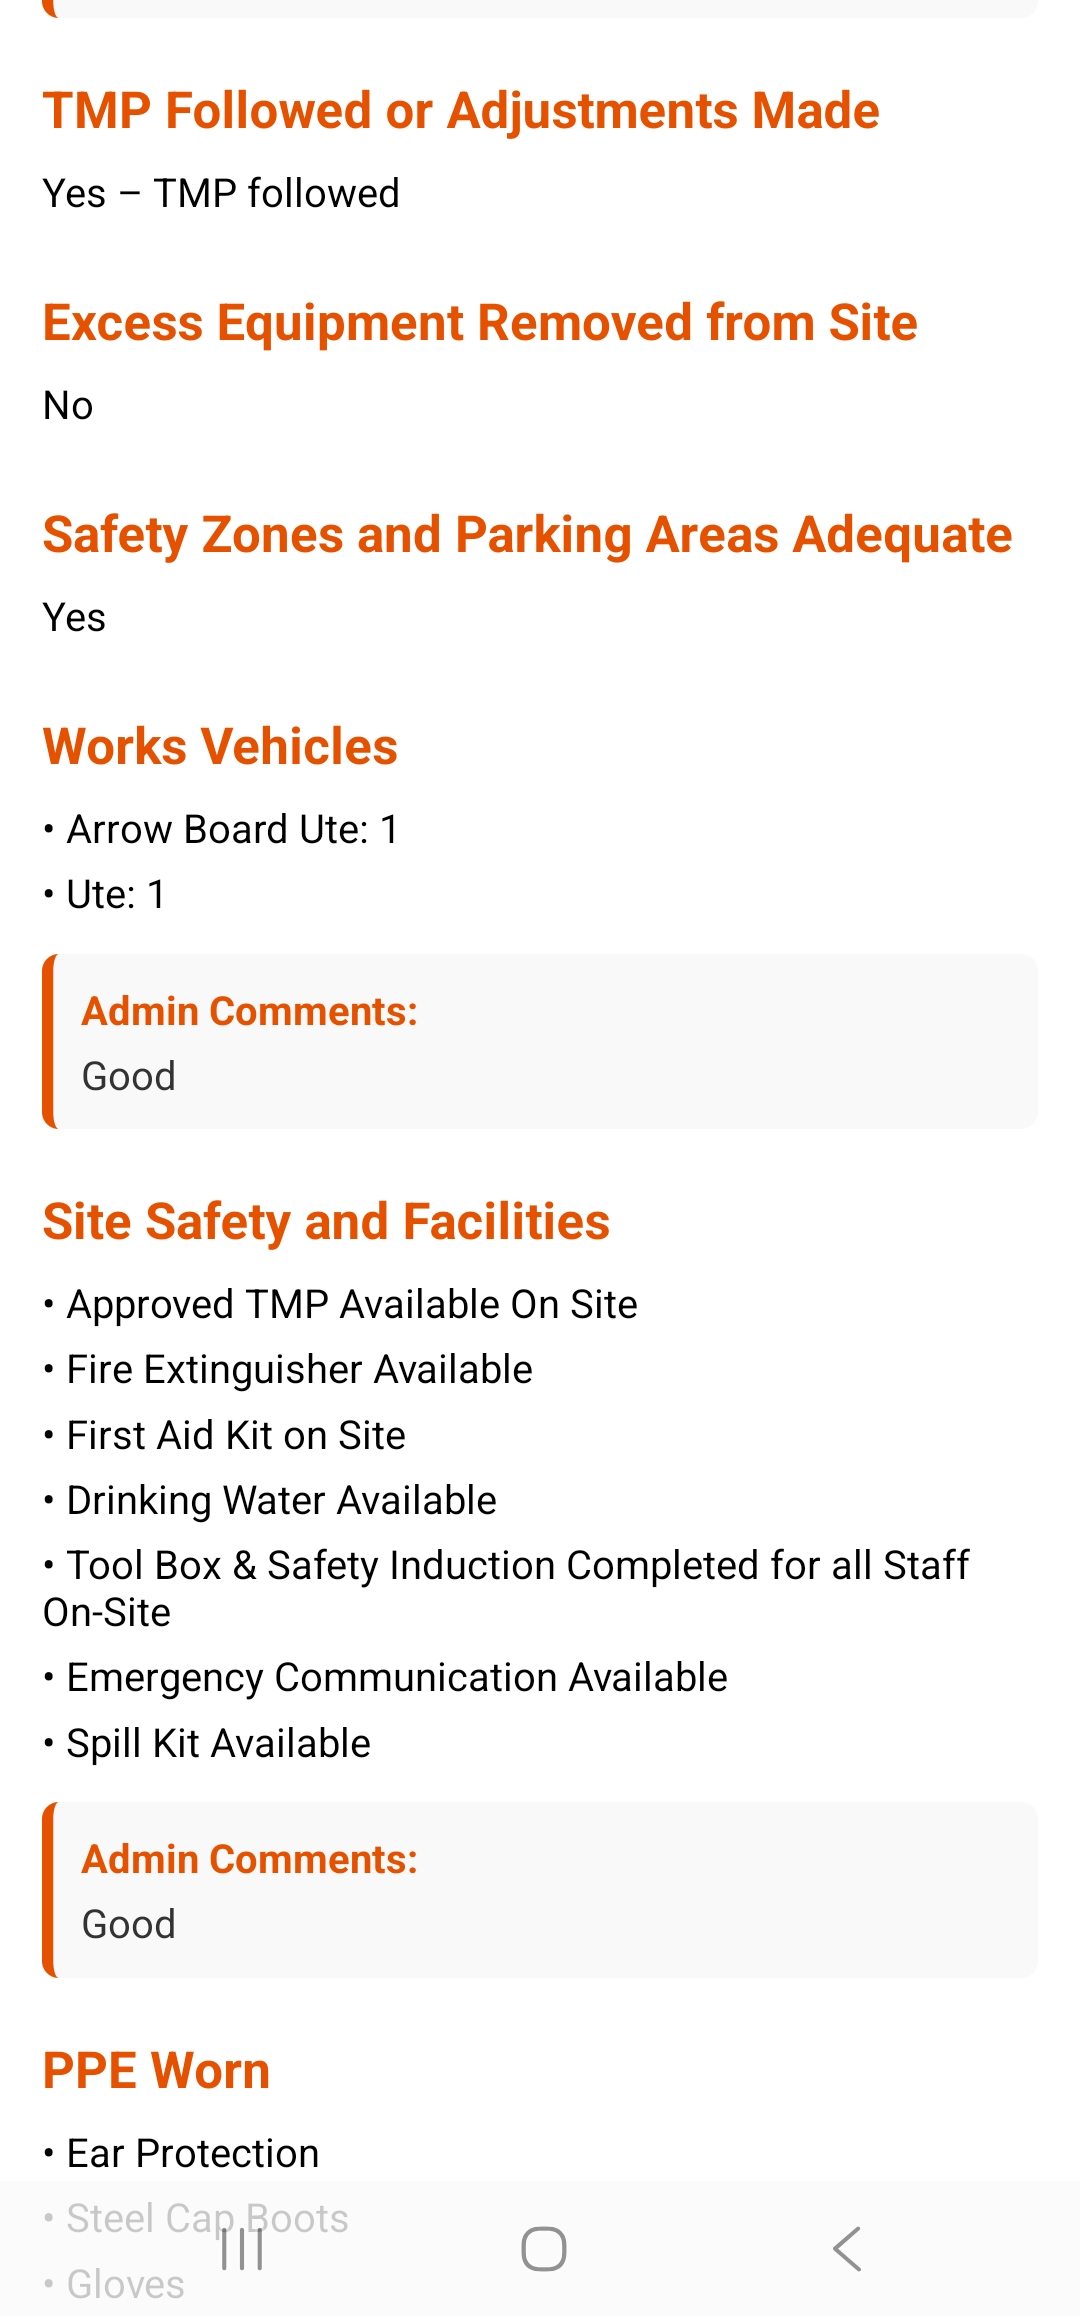 TMP Followed or Adjustments Made
Yes – TMP followed
Excess Equipment Removed from Site
No
Safety Zones and Parking Areas Adequate
Yes
Works Vehicles
• Arrow Board Ute: 1
• Ute: 1
Admin Comments:
Good
Site Safety and Facilities
• Approved TMP Available On Site
• Fire Extinguisher Available
• First Aid Kit on Site
• Drinking Water Available
• Tool Box & Safety Induction Completed for all Staff
On-Site
• Emergency Communication Available
• Spill Kit Available
Admin Comments:
Good
PPE Worn
• Ear Protection
• Steel Cap Boots
• Gloves